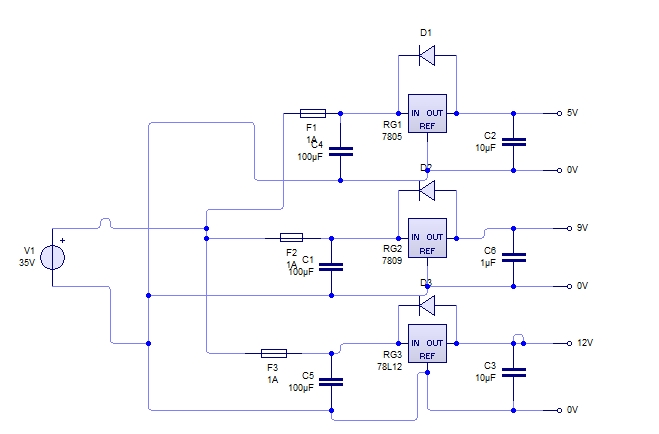 D1
5V
IN OUT
REF
F1
1A
RG1
7805
C4
100µF
C2
10µF
0V
D2
V1
35V
+
9V
IN OUT
REF
F2
1A
RG2
7809
C1
100µF
C6
1µF
0V
D3
12V
IN OUT
REF
F3
1A
RG3
78L12
C5
100µF
C3
10µF
0V